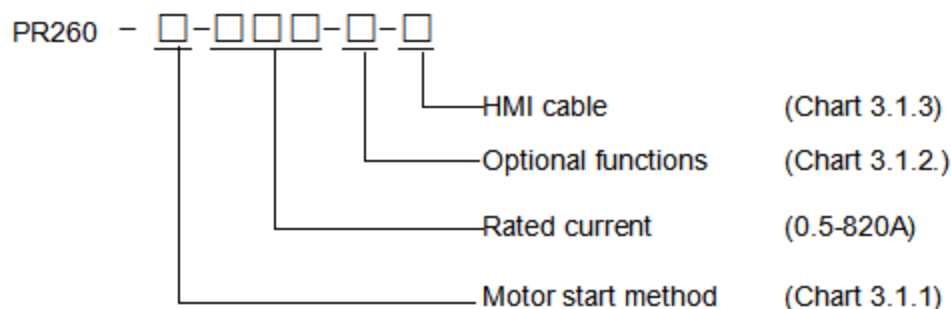 PR260 - □-□□□-□-□
HMI cable (Chart 3.1.3)
Optional functions (Chart 3.1.2.)
Rated current (0.5-820A)
Motor start method (Chart 3.1.1)